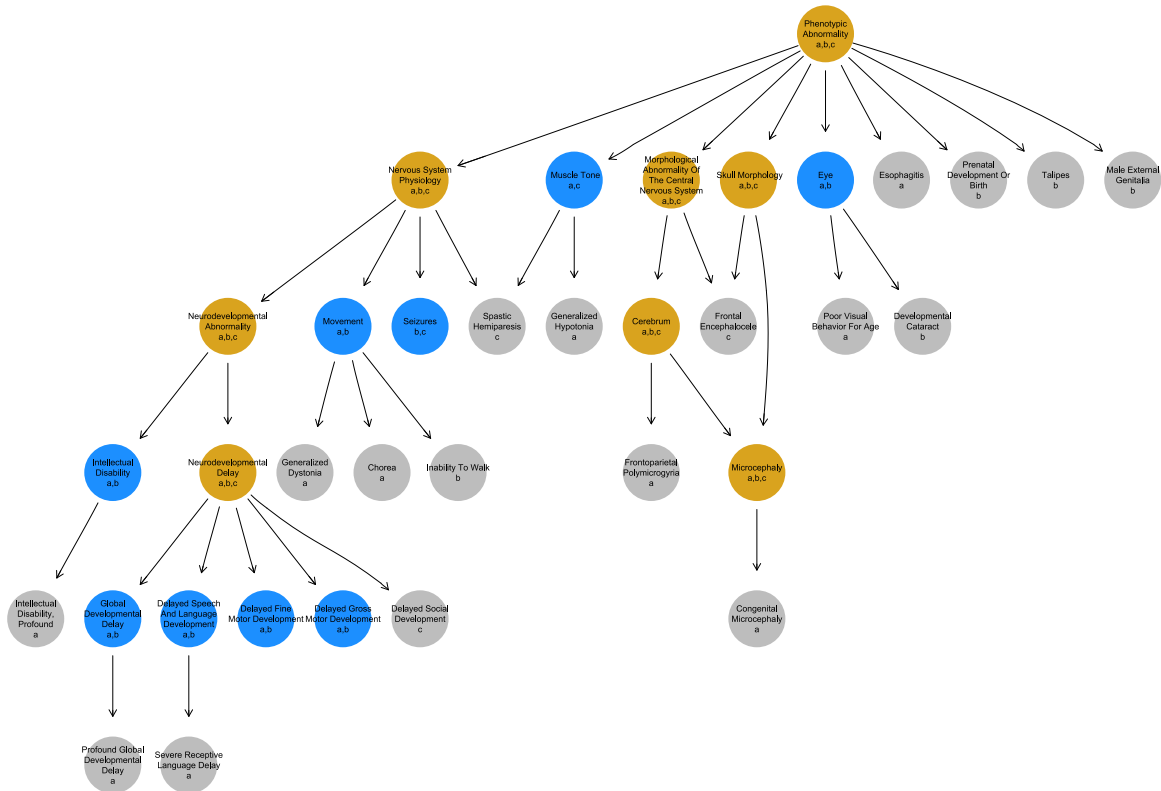 Phenotypic
Abnormality
a,b,c
Nervous System
Physiology
a,b,c
Muscle Tone
a,c
Morphological
Abnormality Of
The Central
Nervous System
a,b,c
Skull Morphology
a,b,c
Eye
a,b
Esophagitis
a
Prenatal
Development Or
Birth
b
Talipes
b
Male External
Genitalia
b
Neurodevelopmental
Abnormality
a,b,c
Movement
a,b
Seizures
b,c
Spastic
Hemiparesis
c
Generalized
Hypotonia
a
Cerebrum
a,b,c
Frontal
Encephalocele
c
Poor Visual
Behavior For Age
a
Developmental
Cataract
b
Intellectual
Disability
a,b
Neurodevelopmental
Delay
a,b,c
Generalized
Dystonia
a
Chorea
a
Inability To Walk
b
Frontoparietal
Polymicrogyria
a
Microcephaly
a,b,c
Intellectual
Disability,
Profound
a
Global
Developmental
Delay
a,b
Delayed Speech
And Language
Development
a,b
Delayed Fine
Motor Development
a,b
Delayed Gross
Motor Development
a,b
Delayed Social
Development
c
Congenital
Microcephaly
a
Profound Global
Developmental
Delay
a
Severe Receptive
Language Delay
a